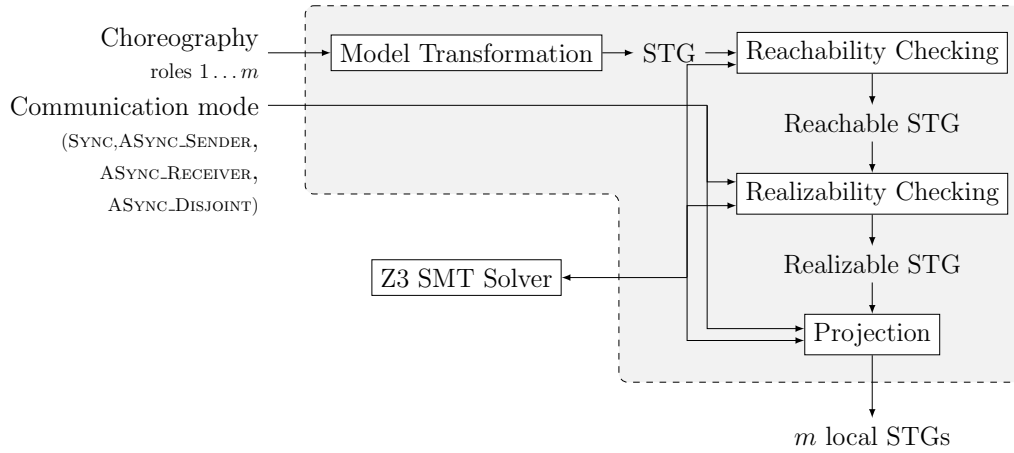 Choreography
roles 1 . . . m
Model Transformation
STG
Reachability Checking
Communication mode
(Sync,ASync_Sender,
ASync_Receiver,
ASync_Disjoint)
Reachable STG
Realizability Checking
Realizable STG
Z3 SMT Solver
Projection
m local STGs